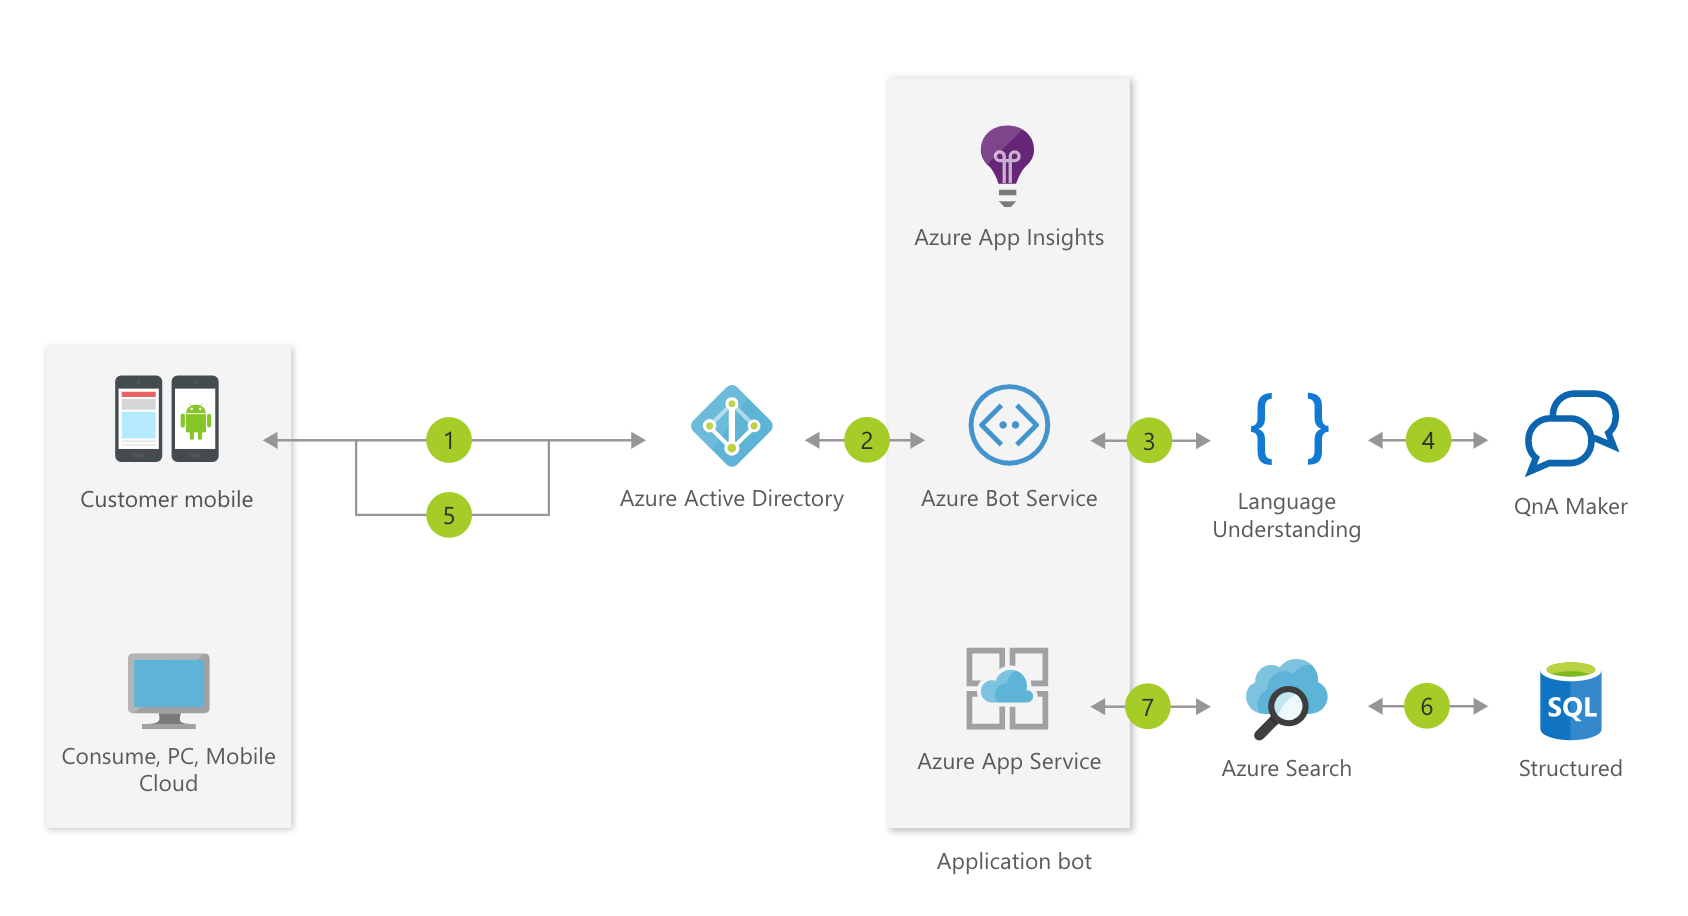 Azure App Insights
Customer mobile
1
5
Azure Active Directory
2
Azure Bot Service
3
Language
Understanding
4
QnA Maker
Consume, PC, Mobile
Cloud
Azure App Service
7
Azure Search
6
SQL
Structured
Application bot